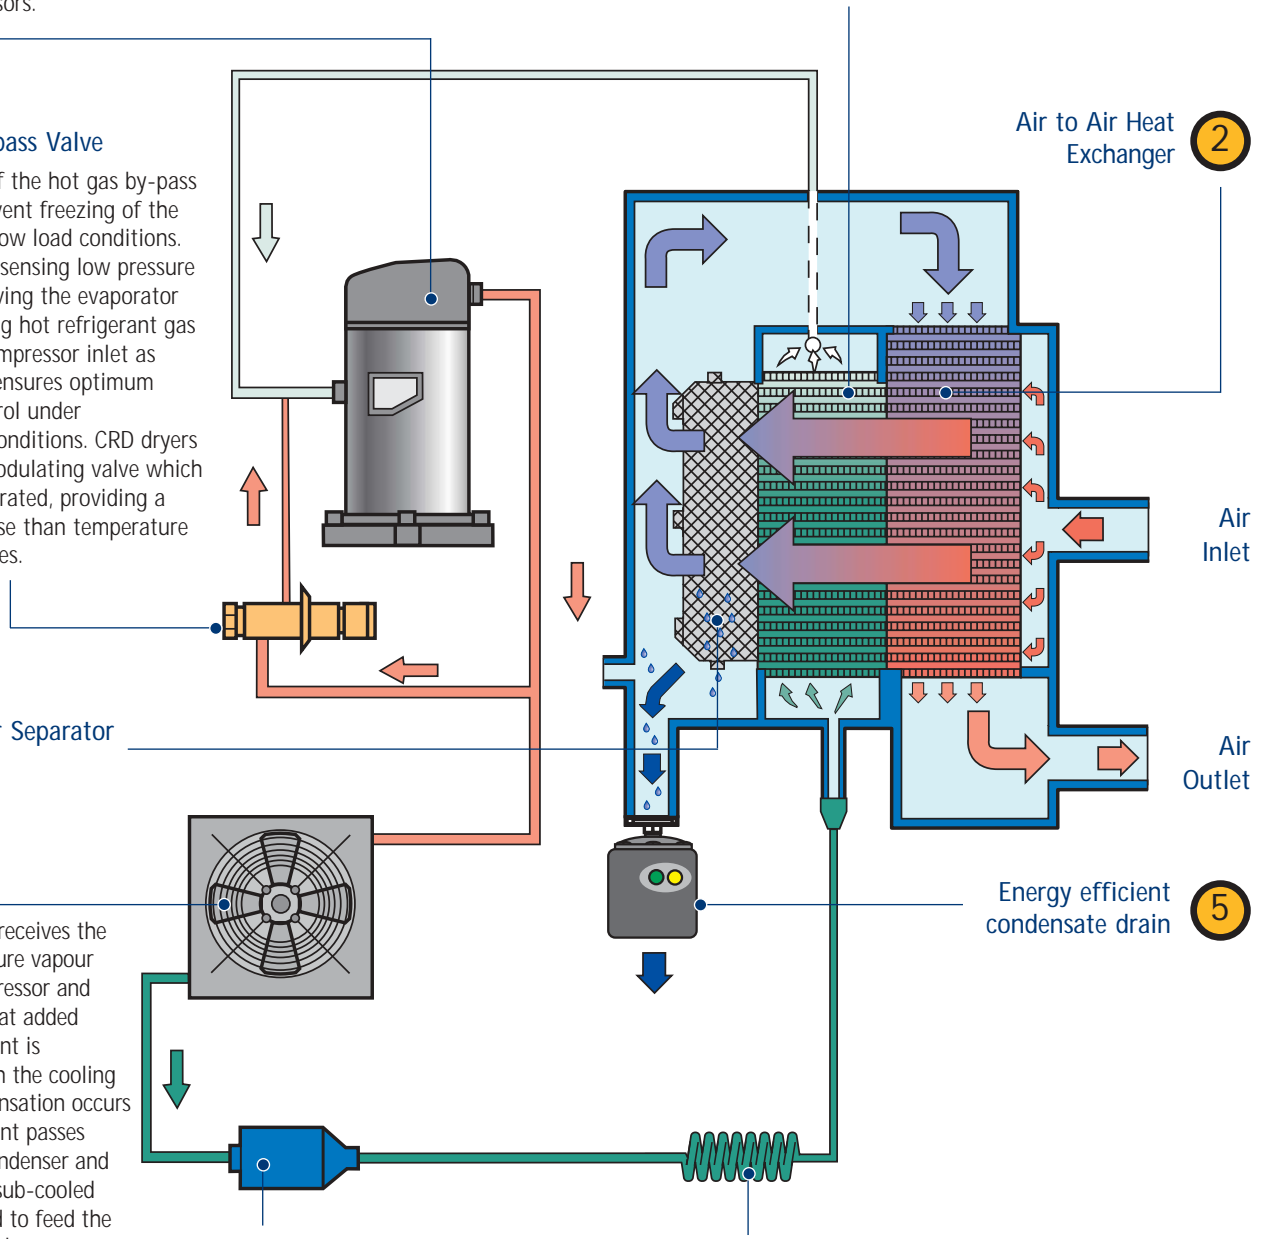 sors.
pass Valve
f the hot gas by-pass
vent freezing of the
ow load conditions.
sensing low pressure
ving the evaporator
g hot refrigerant gas
mpressor inlet as
ensures optimum
rol under
onditions. CRD dryers
odulating valve which
rated, providing a
se than temperature
es.
Air to Air Heat
Exchanger
2
Air
Inlet
r Separator
Air
Outlet
Energy efficient
condensate drain
5
receives the
ure vapour
ressor and
at added
nt is
n the cooling
nsation occurs
nt passes
ndenser and
sub-cooled
d to feed the